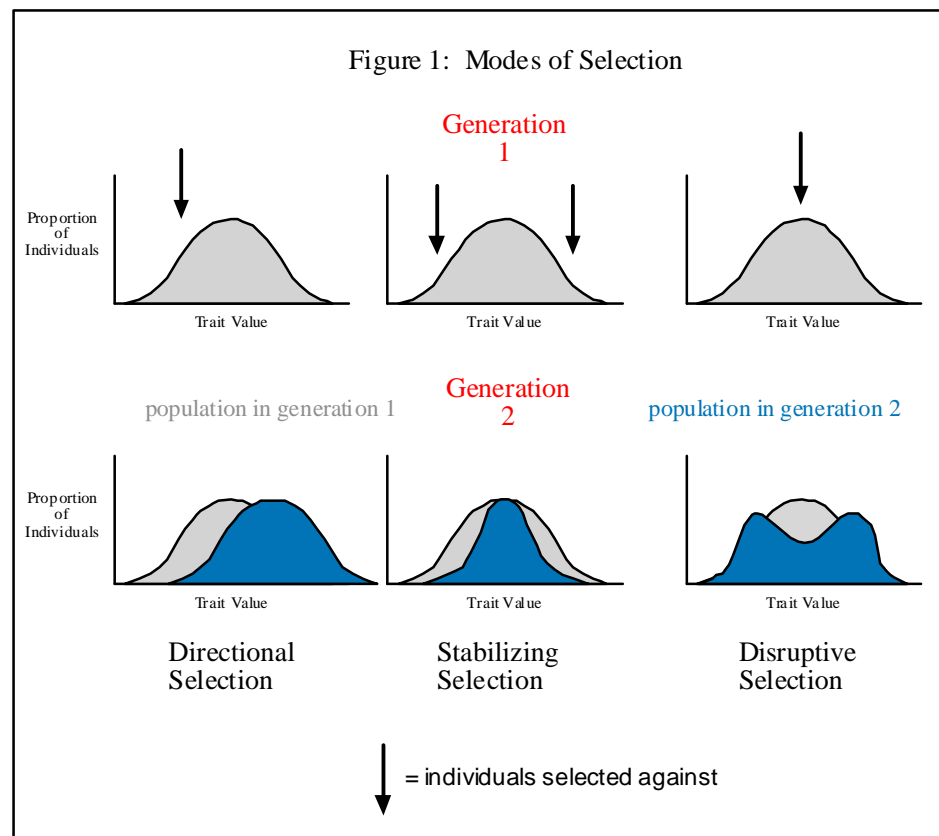 Figure 1: Modes of Selection
Generation
1
Proportion
of
Individuals
Trait Value
Trait Value
Trait Value
population in generation 1
Generation
2
population in generation 2
Proportion
of
Individuals
Trait Value
Trait Value
Trait Value
Directional
Selection
Stabilizing
Selection
Disruptive
Selection
= individuals selected against